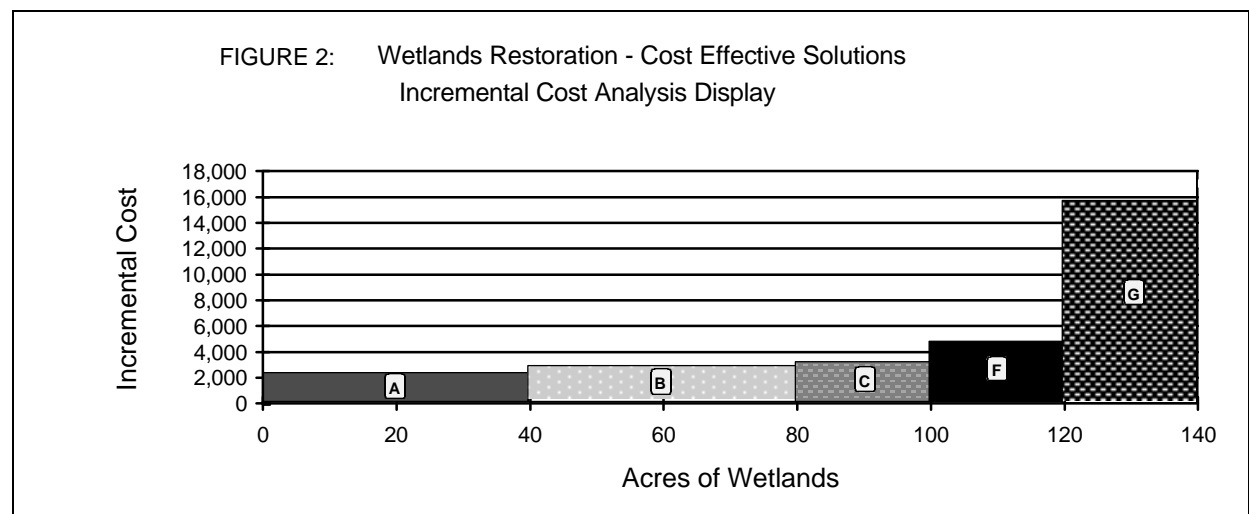 FIGURE 2: Wetlands Restoration - Cost Effective Solutions
Incremental Cost Analysis Display
Incremental Cost
18,000
16,000
14,000
12,000
10,000
8,000
6,000
4,000
2,000
0
A
B
C
F
G
0 20 40 60 80 100 120 140
Acres of Wetlands